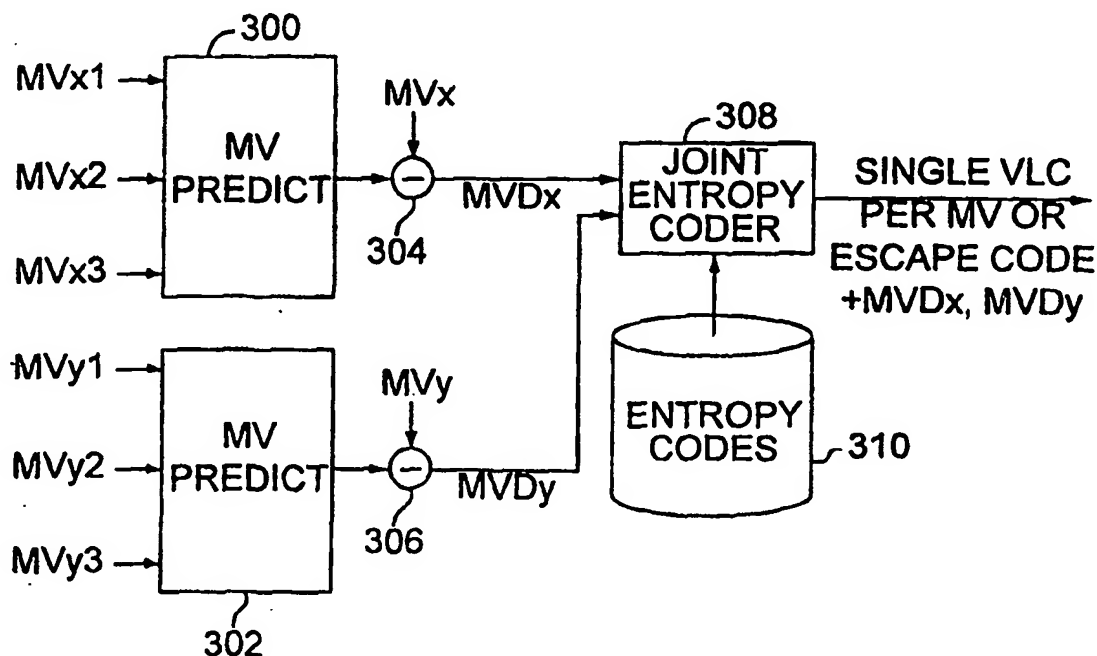 300
MVx1
MVx2
MVx3
MV
PREDICT
MVx
304
MVDx
308
JOINT
ENTROPY
CODER
SINGLE VLC
PER MV OR
ESCAPE CODE
+MVDx, MVDy
MVy1
MVy2
MVy3
MV
PREDICT
302
MVy
306
MVDy
ENTROPY
CODES
310